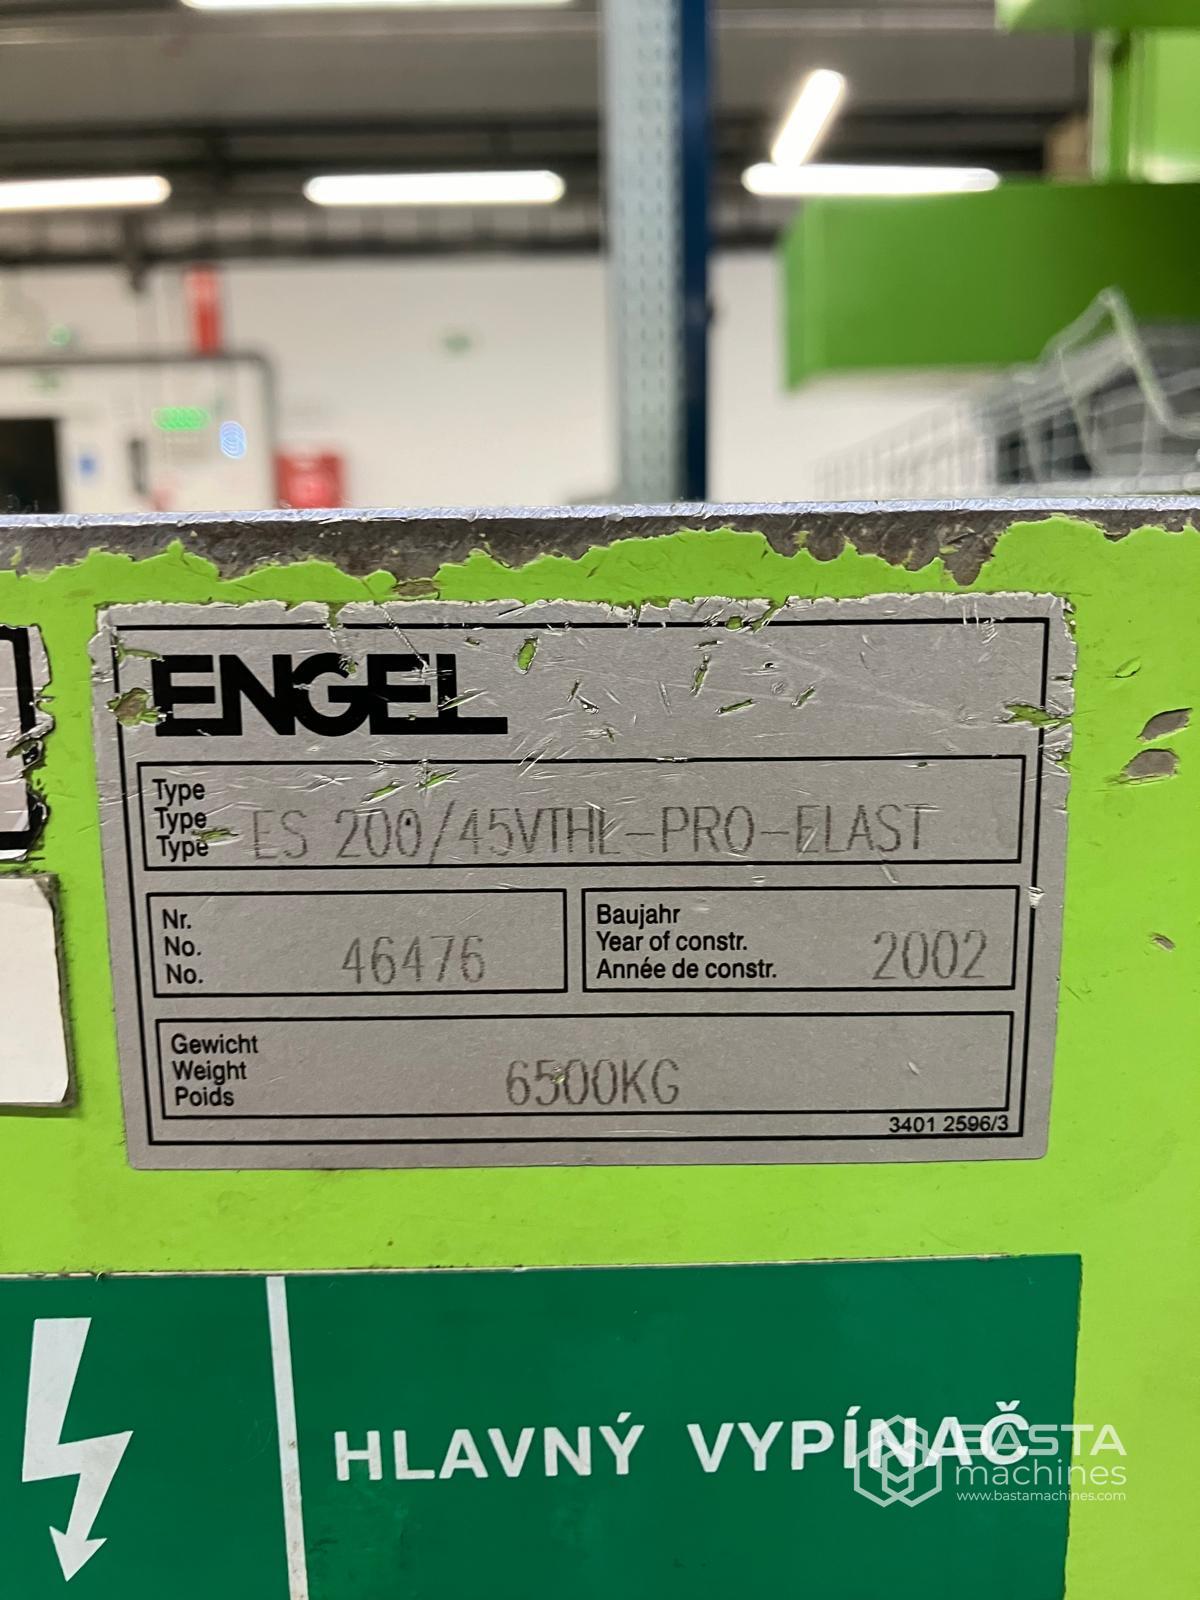 ENGEL
Type
Type
Type
ES 200/45VTHL-PRO-ELAST
Nr.
No.
No.
46476
Baujahr
Year of constr.
Année de constr.
2002
Gewicht
Weight
Poids
6500KG
3401 2596/3
HLAVNÝ VYPÍNAČ
BASTA
machines
www.bastamachines.com